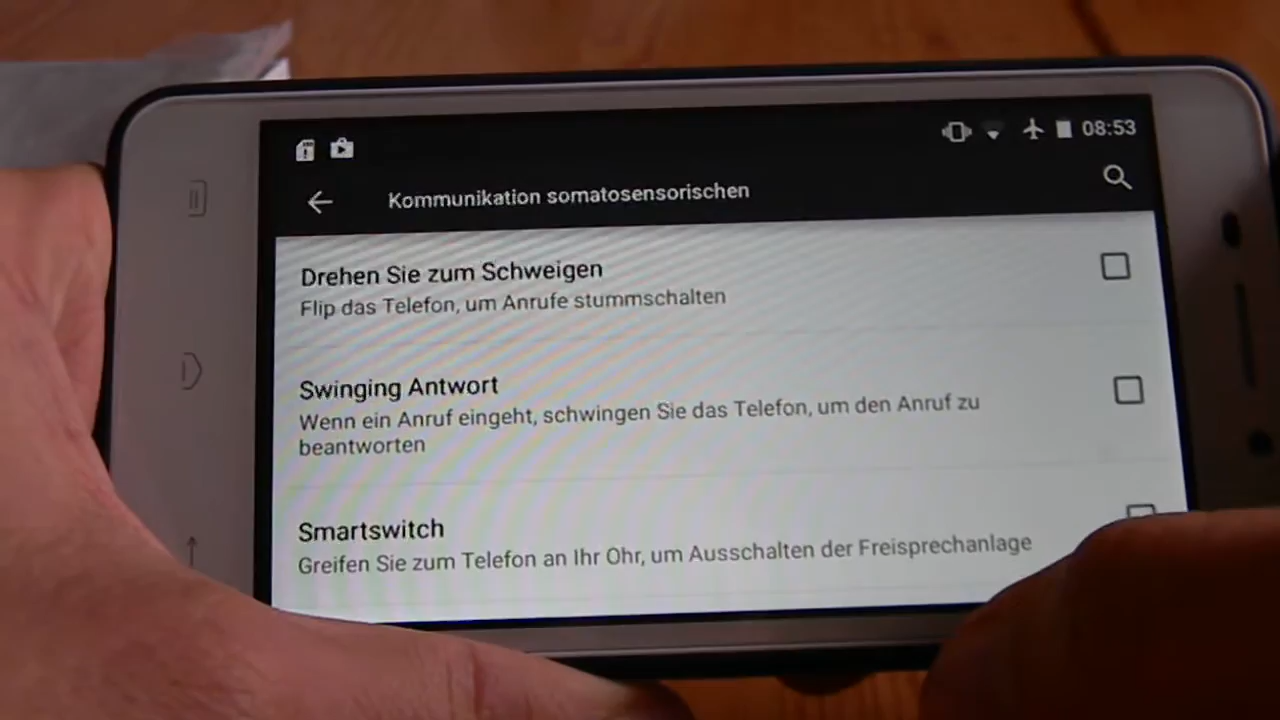 08:53
Kommunikation somatosensorischen
Drehen Sie zum Schweigen
Flip das Telefon, um Anrufe stummschalten
Swinging Antwort
Wenn ein Anruf eingeht, schwingen Sie das Telefon, um den Anruf zu
beantworten
Smartswitch
Greifen Sie zum Telefon an Ihr Ohr, um Ausschalten der Freisprechanlage